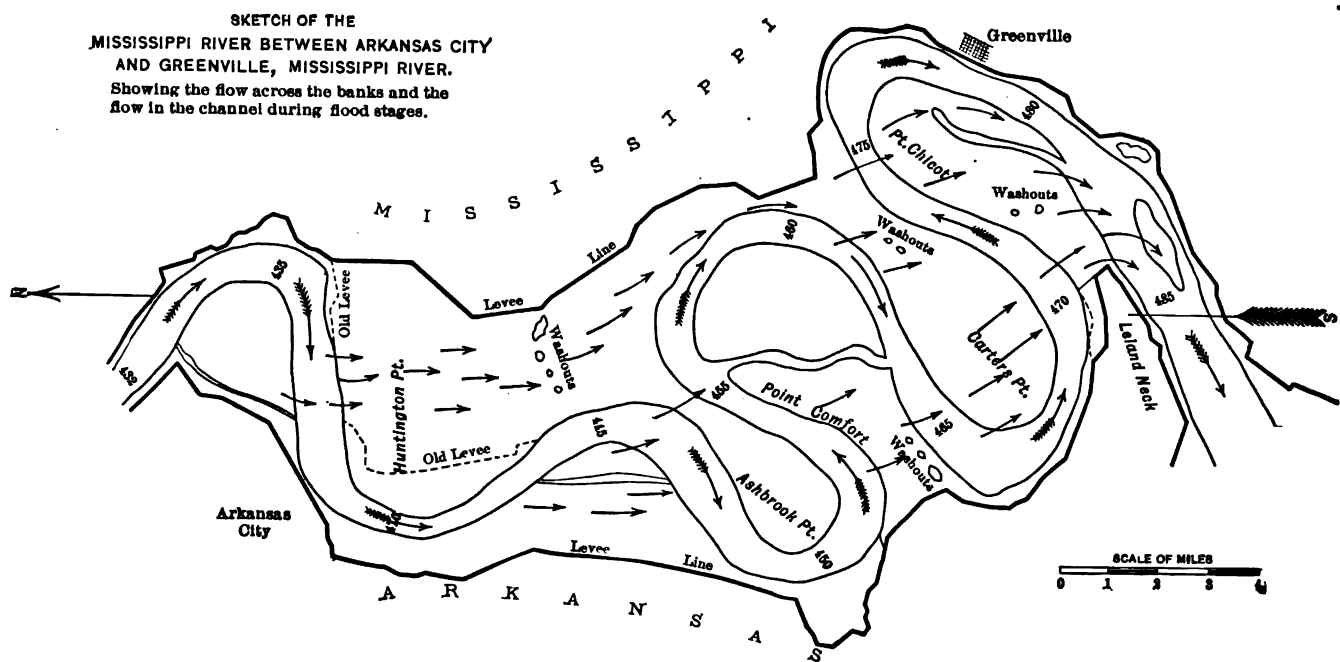 SKETCH OF THE
MISSISSIPPI RIVER BETWEEN ARKANSAS CITY
AND GREENVILLE, MISSISSIPPI RIVER.
Showing the flow across the banks and the
flow in the channel during flood stages.
MISSISSIPPI
Greenville
480
475
Pt. Chicot
Washouts
Washouts
460
Line
Levee
435
Old Levee
N
432
Washouts
Huntington Pt.
Old Levee
445
455
Point Comfort
Carters Pt.
470
485
S
Leland Neck
465
Washouts
Ashbrook Pt.
450
Arkansas
City
Levee Line
ARKANSAS
SCALE OF MILES
0 1 2 3 4